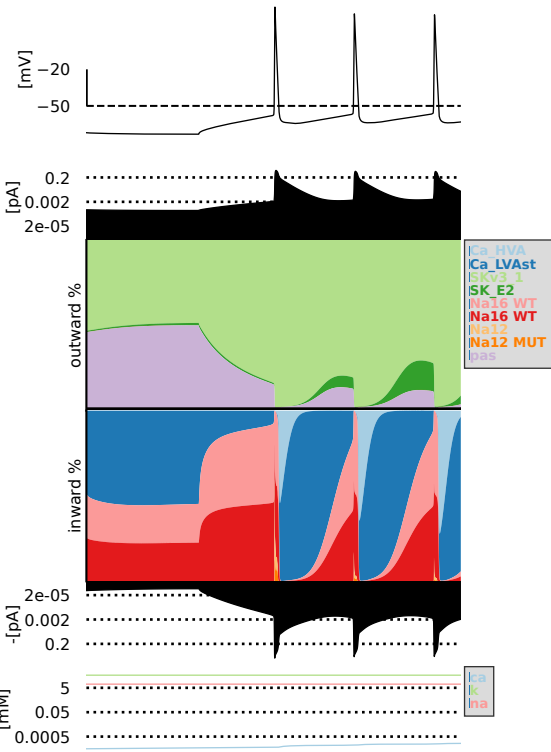 [mV]
−20
−50
[pA]
0.2
0.002
2e-05
outward %
Ca_HVA
Ca_LVAst
SKv3_1
SK_E2
Na16 WT
Na16 WT
Na12
Na12 MUT
pas
inward %
-[pA]
2e-05
0.002
0.2
[mM]
5
0.05
0.0005
ca
k
na